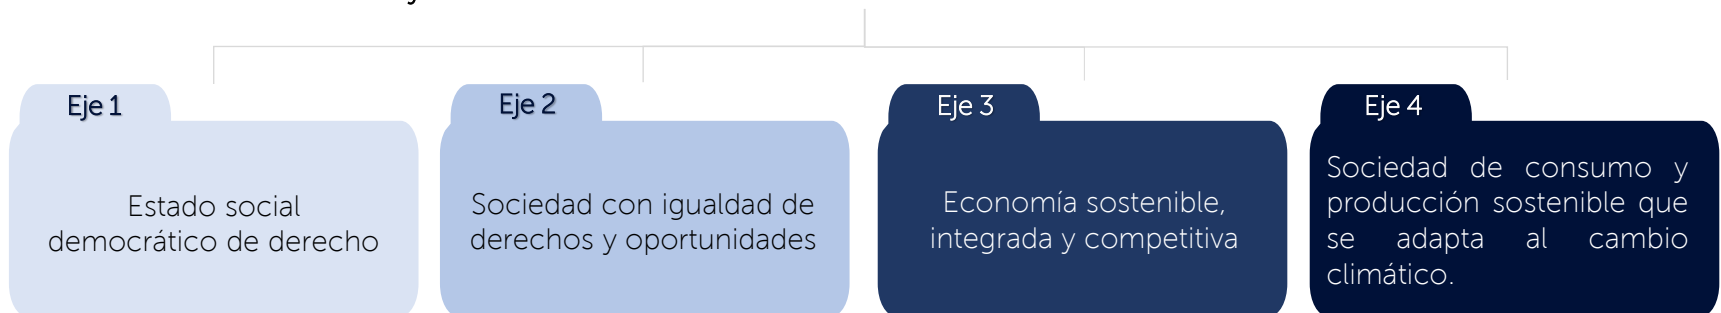 Eje 1
Estado social
democrático de derecho
Eje 2
Sociedad con igualdad de
derechos y oportunidades
Eje 3
Economía sostenible,
integrada y competitiva
Eje 4
Sociedad de consumo y
producción sostenible que
se adapta al cambio
climático.